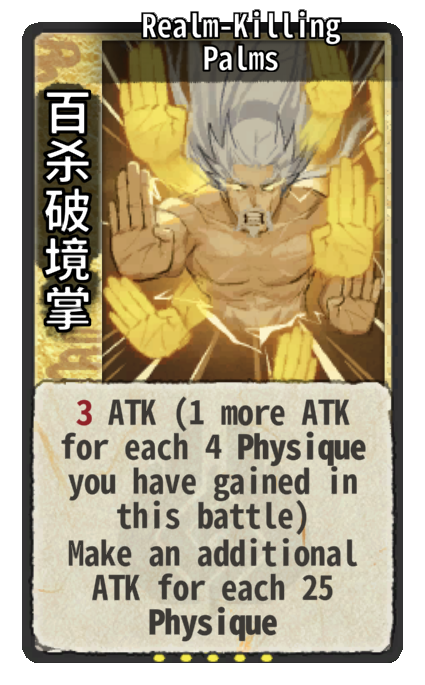 Realm-Killing
Palms
百杀破境掌
3 ATK (1 more ATK
for each 4 Physique
you have gained in
this battle)
Make an additional
ATK for each 25
Physique